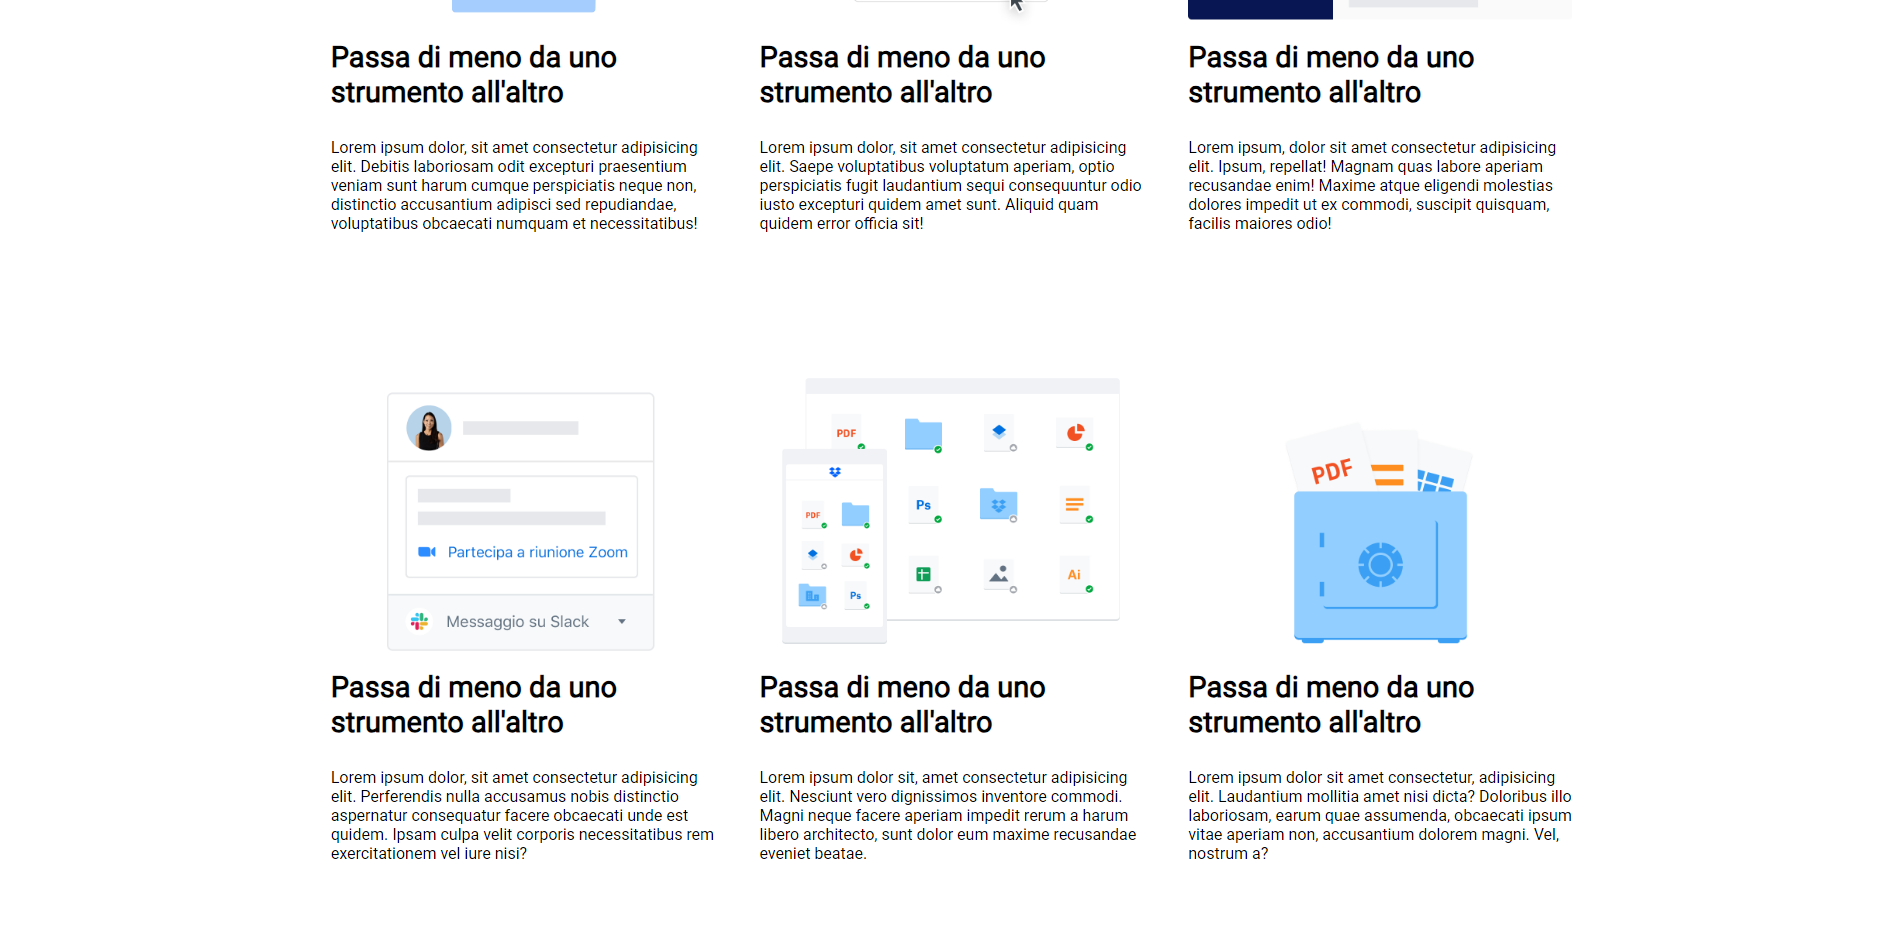 Passa di meno da uno
strumento all'altro
Lorem ipsum dolor, sit amet consectetur adipisicing
elit. Debitis laboriosam odit excepturi praesentium
veniam sunt harum cumque perspiciatis neque non,
distinctio accusantium adipisci sed repudiandae,
voluptatibus obcaecati numquam et necessitatibus!
Passa di meno da uno
strumento all'altro
Lorem ipsum dolor, sit amet consectetur adipisicing
elit. Saepe voluptatibus voluptatum aperiam, optio
perspiciatis fugit laudantium sequi consequuntur odio
iusto excepturi quidem amet sunt. Aliquid quam
quidem error officia sit!
Passa di meno da uno
strumento all'altro
Lorem ipsum, dolor sit amet consectetur adipisicing
elit. Ipsum, repellat! Magnam quas labore aperiam
recusandae enim! Maxime atque eligendi molestias
dolores impedit ut ex commodi, suscipit quisquam,
facilis maiores odio!
Partecipa a riunione Zoom
Messaggio su Slack
Passa di meno da uno
strumento all'altro
Lorem ipsum dolor, sit amet consectetur adipisicing
elit. Perferendis nulla accusamus nobis distinctio
aspernatur consequatur facere obcaecati unde est
quidem. Ipsam culpa velit corporis necessitatibus rem
exercitationem vel iure nisi?
PDF
Ps
Ai
PDF
Ps
Passa di meno da uno
strumento all'altro
Lorem ipsum dolor sit, amet consectetur adipisicing
elit. Nesciunt vero dignissimos inventore commodi.
Magni neque facere aperiam impedit rerum a harum
libero architecto, sunt dolor eum maxime recusandae
eveniet beatae.
PDF
Passa di meno da uno
strumento all'altro
Lorem ipsum dolor sit amet consectetur, adipisicing
elit. Laudantium mollitia amet nisi dicta? Doloribus illo
laboriosam, earum quae assumenda, obcaecati ipsum
vitae aperiam non, accusantium dolorem magni. Vel,
nostrum a?